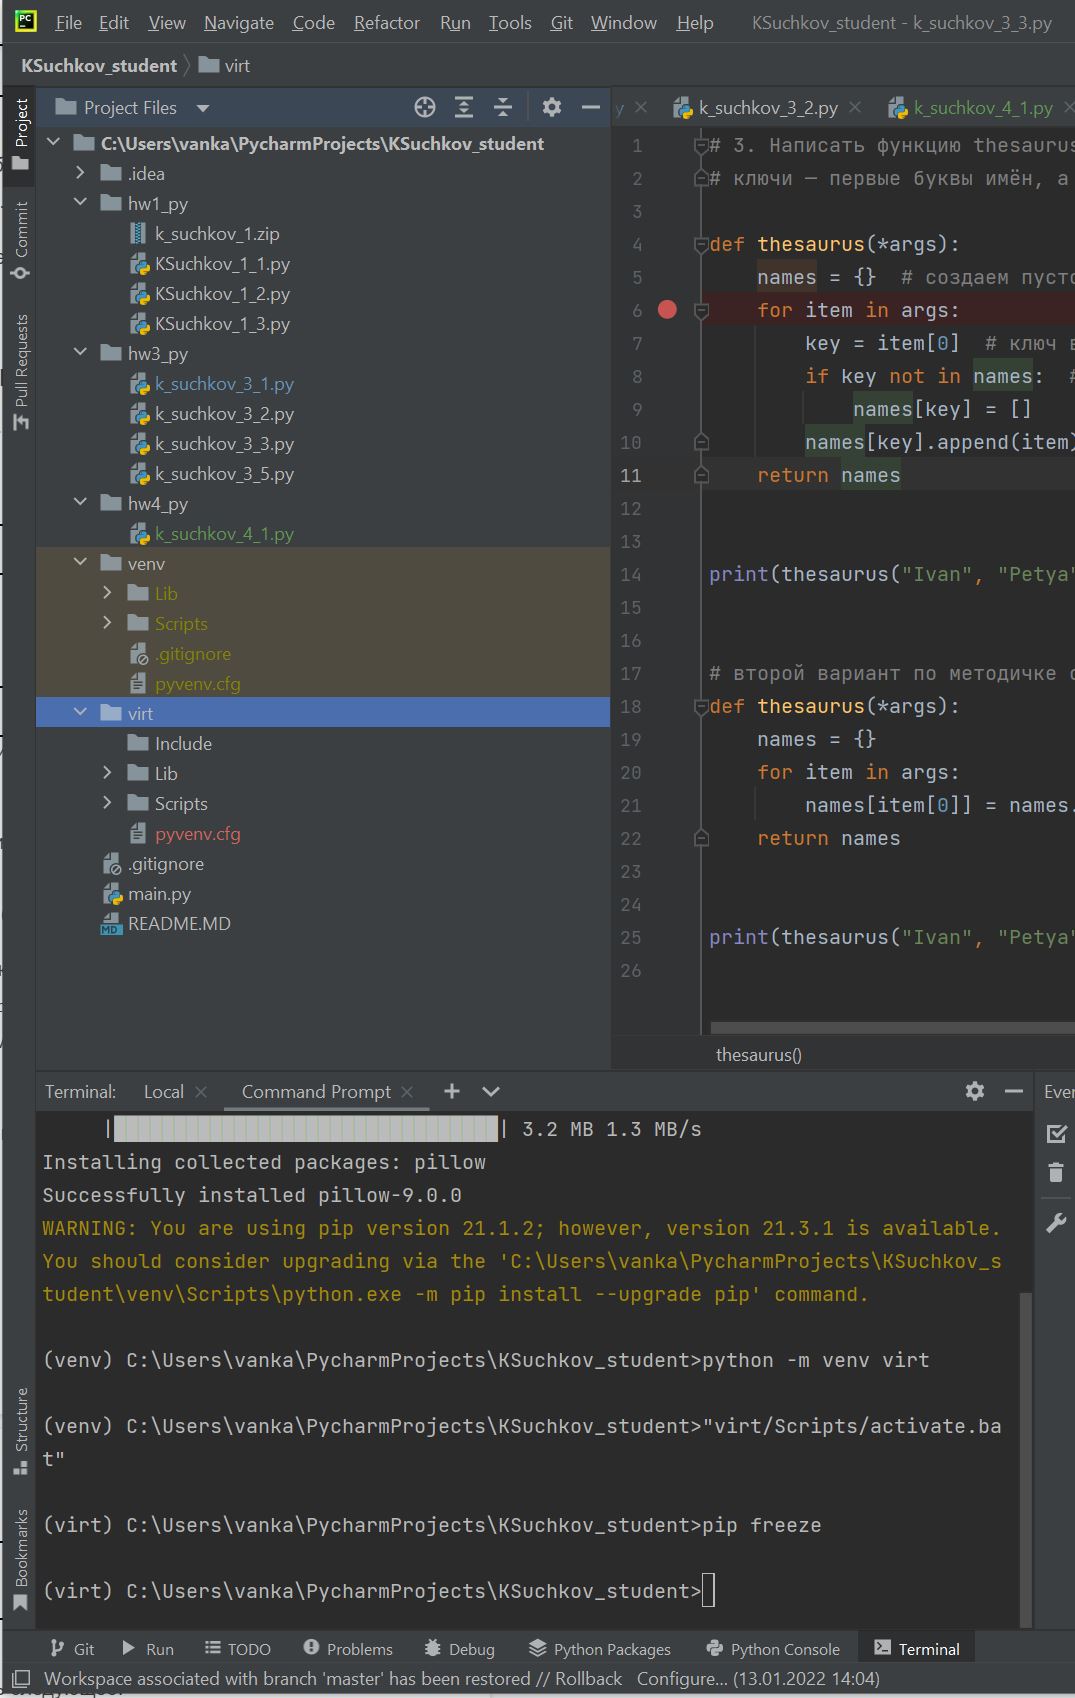 PC File Edit View Navigate Code Refactor Run Tools Git Window Help KSuchkov_student - k_suchkov_3_3.py
KSuchkov_student virt
Project Files
y k_suchkov_3_2.py k_suchkov_4_1.py
Project
Commit
Pull Requests
Structure
Bookmarks
C:\Users\vanka\PycharmProjects\KSuchkov_student
.idea
hw1_py
k_suchkov_1.zip
KSuchkov_1_1.py
KSuchkov_1_2.py
KSuchkov_1_3.py
hw3_py
k_suchkov_3_1.py
k_suchkov_3_2.py
k_suchkov_3_3.py
k_suchkov_3_5.py
hw4_py
k_suchkov_4_1.py
venv
Lib
Scripts
.gitignore
pyvenv.cfg
virt
Include
Lib
Scripts
pyvenv.cfg
.gitignore
main.py
MD README.MD
1 # 3. Написать функцию thesaurus
2 # ключи — первые буквы имён, а
3
4 def thesaurus(*args):
5 names = {} # создаем пусто
6 for item in args:
7 key = item[0] # ключ в
8 if key not in names: #
9 names[key] = []
10 names[key].append(item)
11 return names
12
13
14 print(thesaurus("Ivan", "Petya"
15
16
17 # второй вариант по методичке с
18 def thesaurus(*args):
19 names = {}
20 for item in args:
21 names[item[0]] = names.
22 return names
23
24
25 print(thesaurus("Ivan", "Petya"
26
thesaurus()
Terminal: Local Command Prompt Ever
| | 3.2 MB 1.3 MB/s
Installing collected packages: pillow
Successfully installed pillow-9.0.0
WARNING: You are using pip version 21.1.2; however, version 21.3.1 is available.
You should consider upgrading via the 'C:\Users\vanka\PycharmProjects\KSuchkov_s
tudent\venv\Scripts\python.exe -m pip install --upgrade pip' command.
(venv) C:\Users\vanka\PycharmProjects\KSuchkov_student>python -m venv virt
(venv) C:\Users\vanka\PycharmProjects\KSuchkov_student>"virt/Scripts/activate.ba
t"
(virt) C:\Users\vanka\PycharmProjects\KSuchkov_student>pip freeze
(virt) C:\Users\vanka\PycharmProjects\KSuchkov_student>
Git Run TODO Problems Debug Python Packages Python Console Terminal
Workspace associated with branch 'master' has been restored // Rollback Configure... (13.01.2022 14:04)